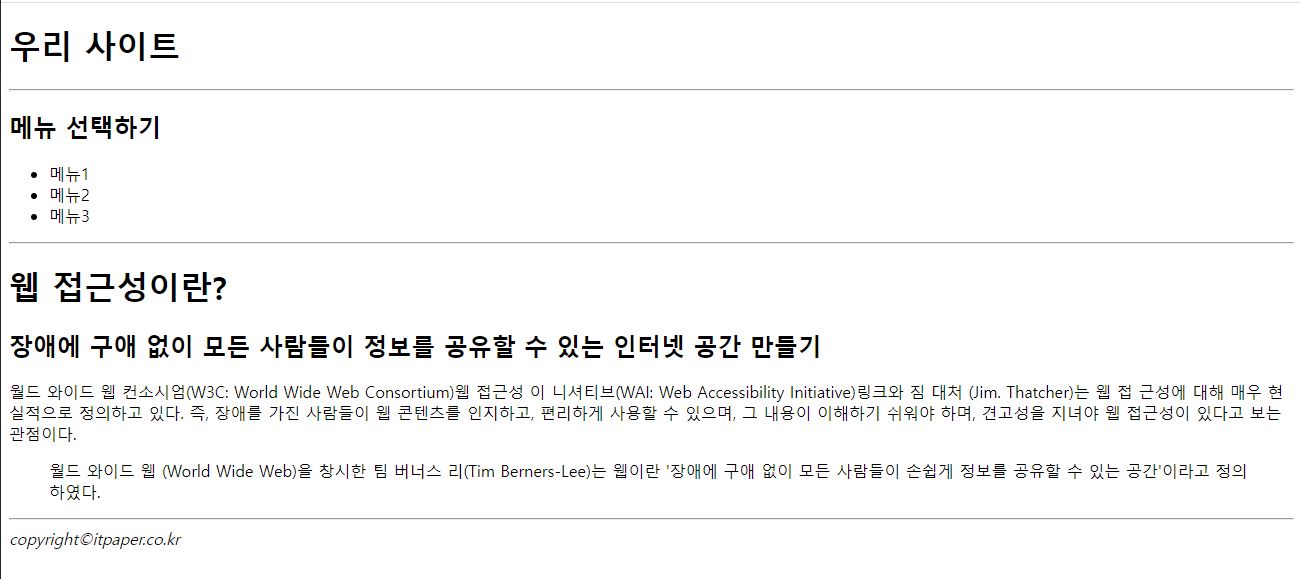 우리 사이트
메뉴 선택하기
메뉴1
메뉴2
메뉴3
웹 접근성이란?
장애에 구애 없이 모든 사람들이 정보를 공유할 수 있는 인터넷 공간 만들기
월드 와이드 웹 컨소시엄(W3C: World Wide Web Consortium)웹 접근성 이 니셔티브(WAI: Web Accessibility Initiative)링크와 짐 대처 (Jim. Thatcher)는 웹 접 근성에 대해 매우 현
실적으로 정의하고 있다. 즉, 장애를 가진 사람들이 웹 콘텐츠를 인지하고, 편리하게 사용할 수 있으며, 그 내용이 이해하기 쉬워야 하며, 견고성을 지녀야 웹 접근성이 있다고 보는
관점이다.
월드 와이드 웹 (World Wide Web)을 창시한 팀 버너스 리(Tim Berners-Lee)는 웹이란 '장애에 구애 없이 모든 사람들이 손쉽게 정보를 공유할 수 있는 공간'이라고 정의
하였다.
copyright©itpaper.co.kr